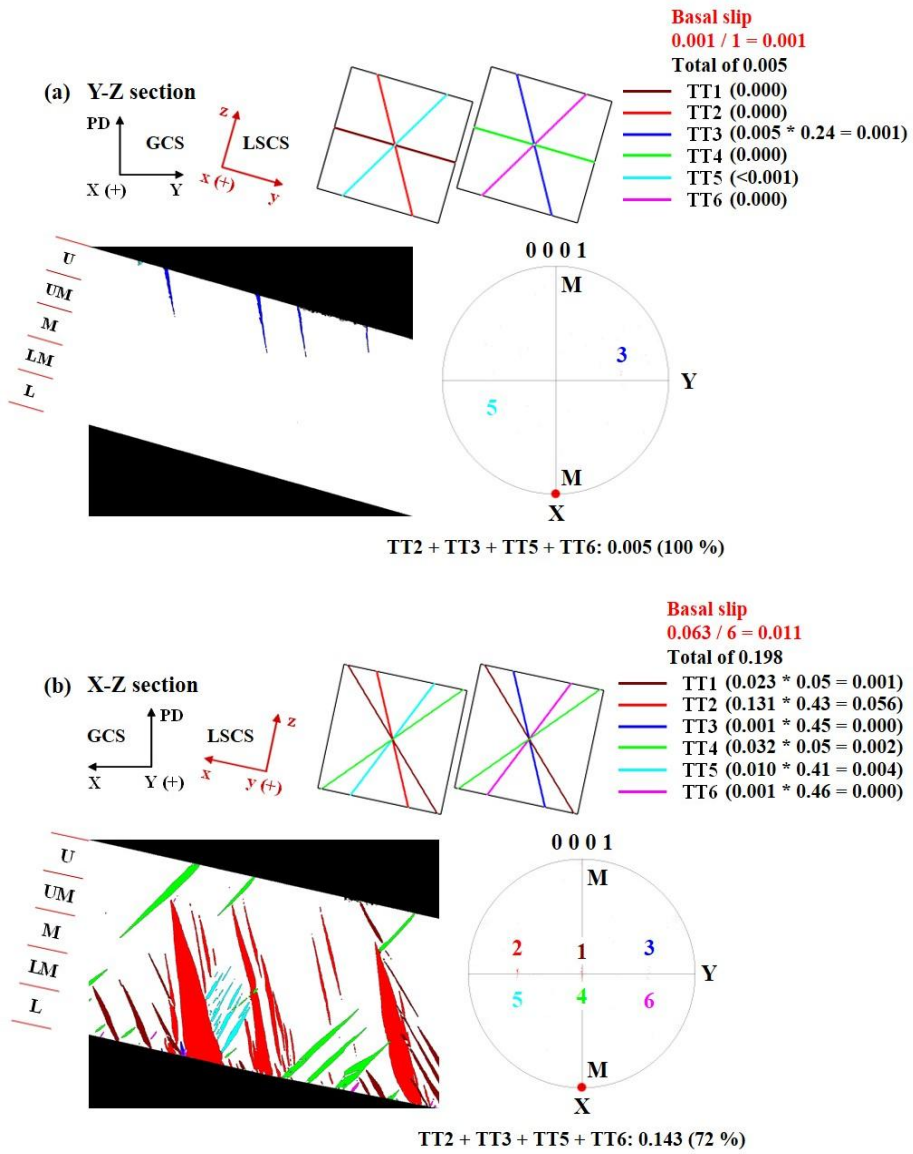 Basal slip
0.001 / 1 = 0.001
Total of 0.005
(a) Y-Z section
TT1 (0.000)
TT2 (0.000)
TT3 (0.005 * 0.24 = 0.001)
TT4 (0.000)
TT5 (<0.001)
TT6 (0.000)
PD
GCS
X (+)
Y
z
LSCS
x (+)
y
U
UM
M
LM
L
0 0 0 1
M
3
Y
5
M
X
TT2 + TT3 + TT5 + TT6: 0.005 (100 %)
Basal slip
0.063 / 6 = 0.011
Total of 0.198
(b) X-Z section
TT1 (0.023 * 0.05 = 0.001)
TT2 (0.131 * 0.43 = 0.056)
TT3 (0.001 * 0.45 = 0.000)
TT4 (0.032 * 0.05 = 0.002)
TT5 (0.010 * 0.41 = 0.004)
TT6 (0.001 * 0.46 = 0.000)
PD
GCS
X
Y (+)
z
LSCS
x
y (+)
U
UM
M
LM
L
0 0 0 1
M
2 1 3
Y
5 4 6
M
X
TT2 + TT3 + TT5 + TT6: 0.143 (72 %)